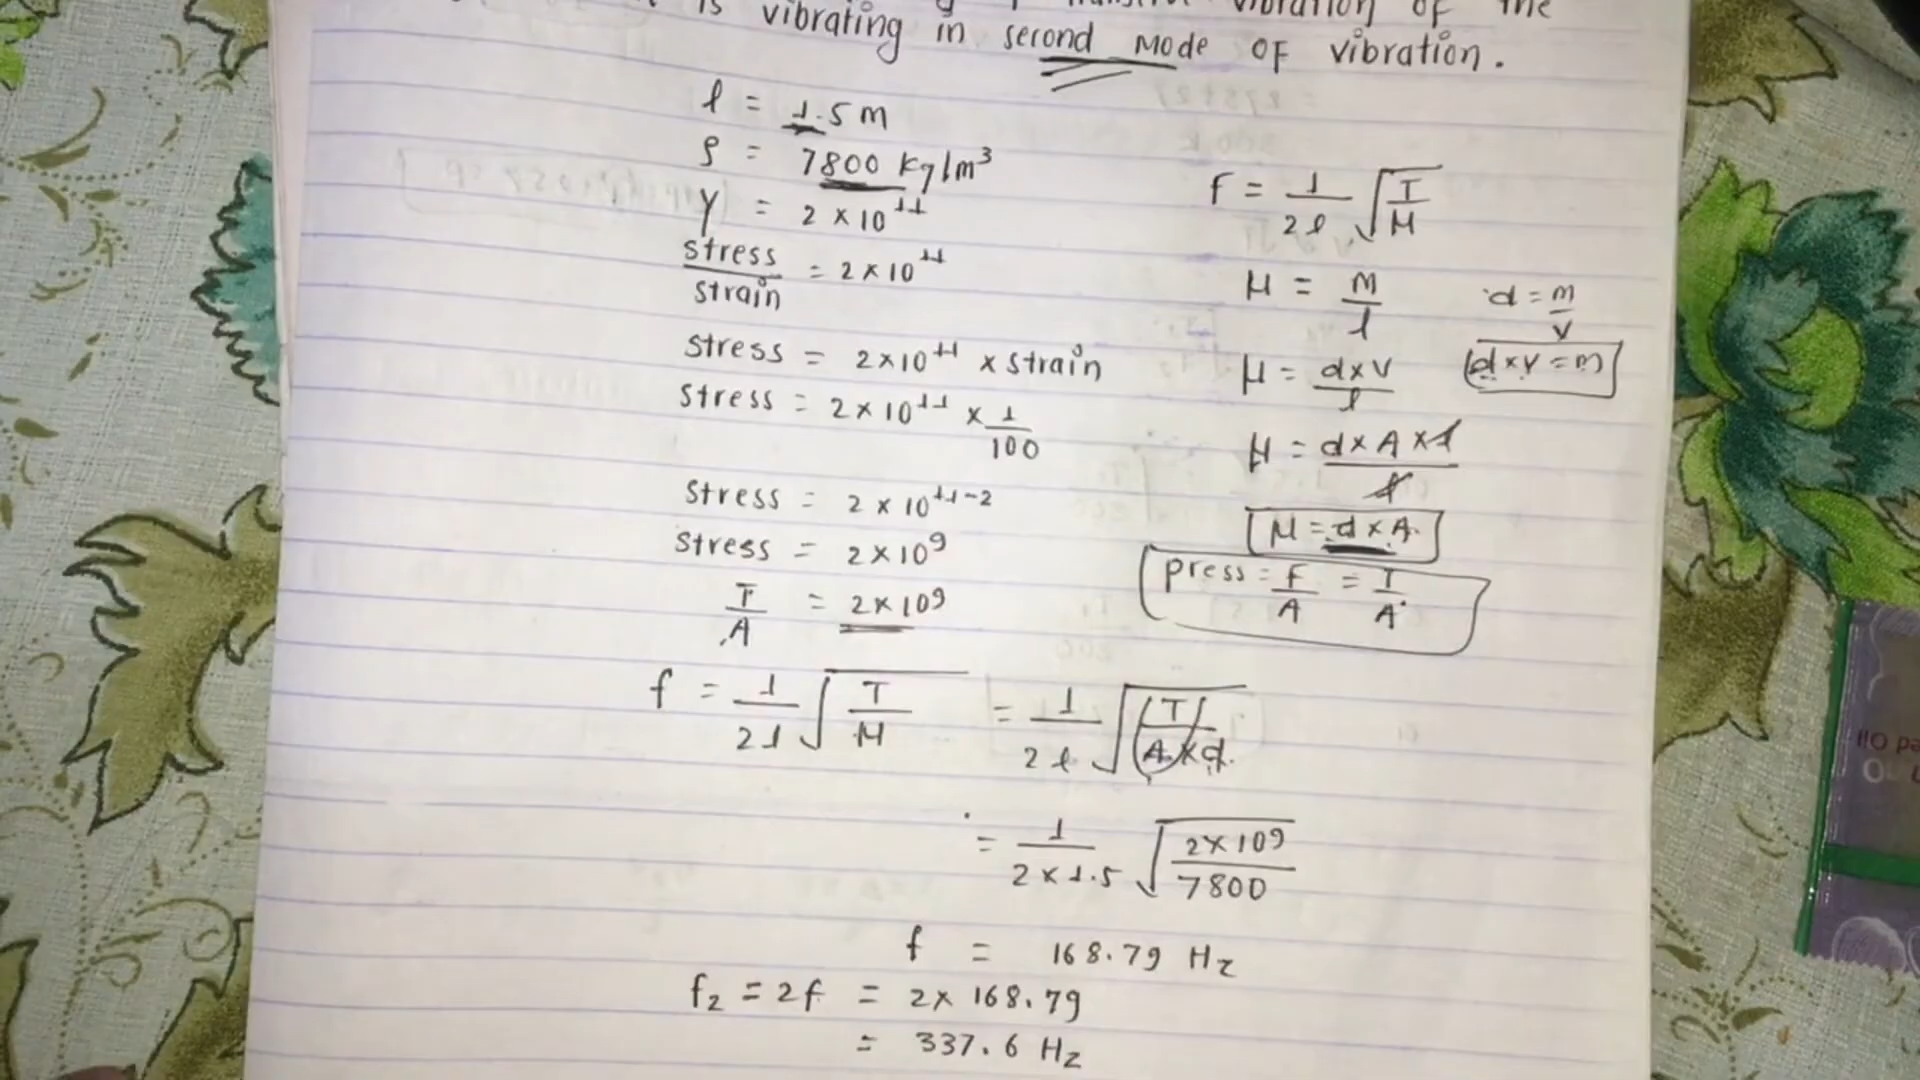 vibration of the
is vibrating in second mode of vibration.
l = 1.5 m
ρ = 7800 kg/m³
Y = 2 × 10¹¹
stress/strain = 2 × 10¹¹
stress = 2×10¹¹ × strain
stress = 2× 10¹¹ × 1/100
stress = 2 × 10¹¹⁻²
stress = 2×10⁹
T/A = 2×10⁹
f = 1/2l √(T/μ)
μ = m/l
d = m/v
μ = d×v/l
d×v = m
μ = d×A×l/l
μ = d×A
press = F/A = T/A
f = 1/2l √(T/μ) = 1/2l √(T/A×d)
= 1/2×1.5 √(2×10⁹/7800)
f = 168.79 Hz
f₂ = 2f = 2× 168.79
= 337.6 Hz